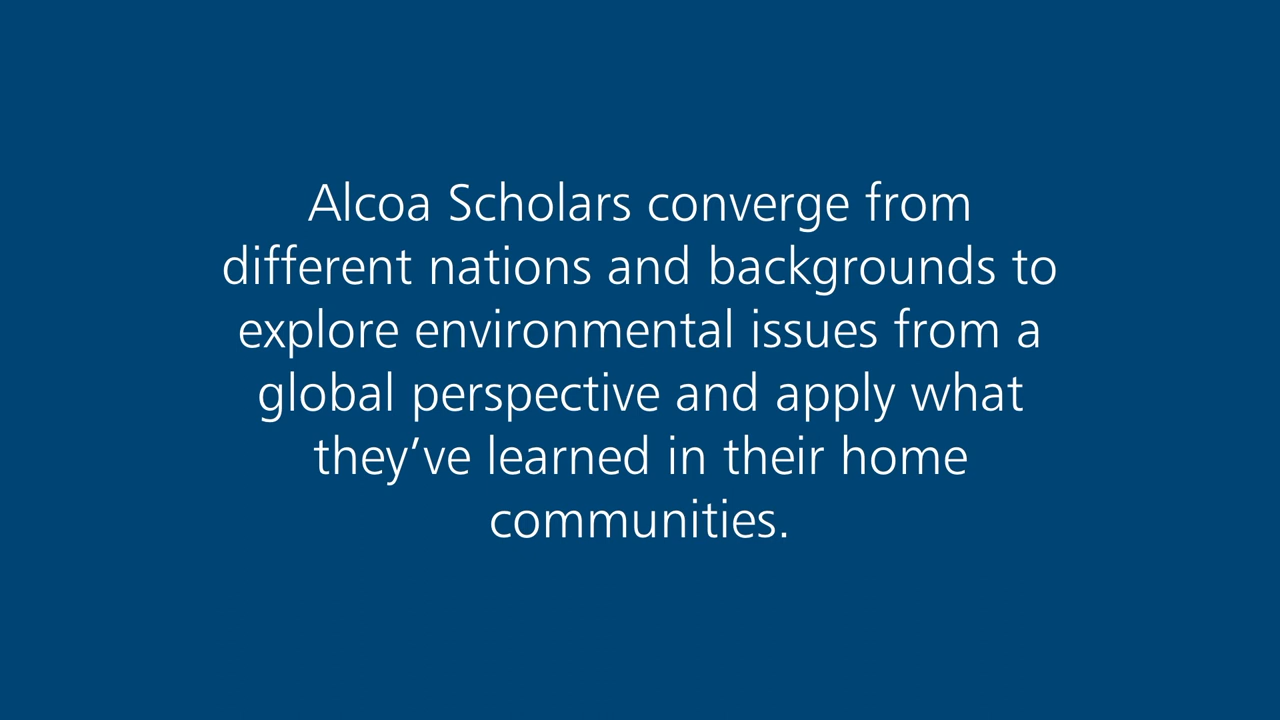 Alcoa Scholars converge from
different nations and backgrounds to
explore environmental issues from a
global perspective and apply what
they’ve learned in their home
communities.